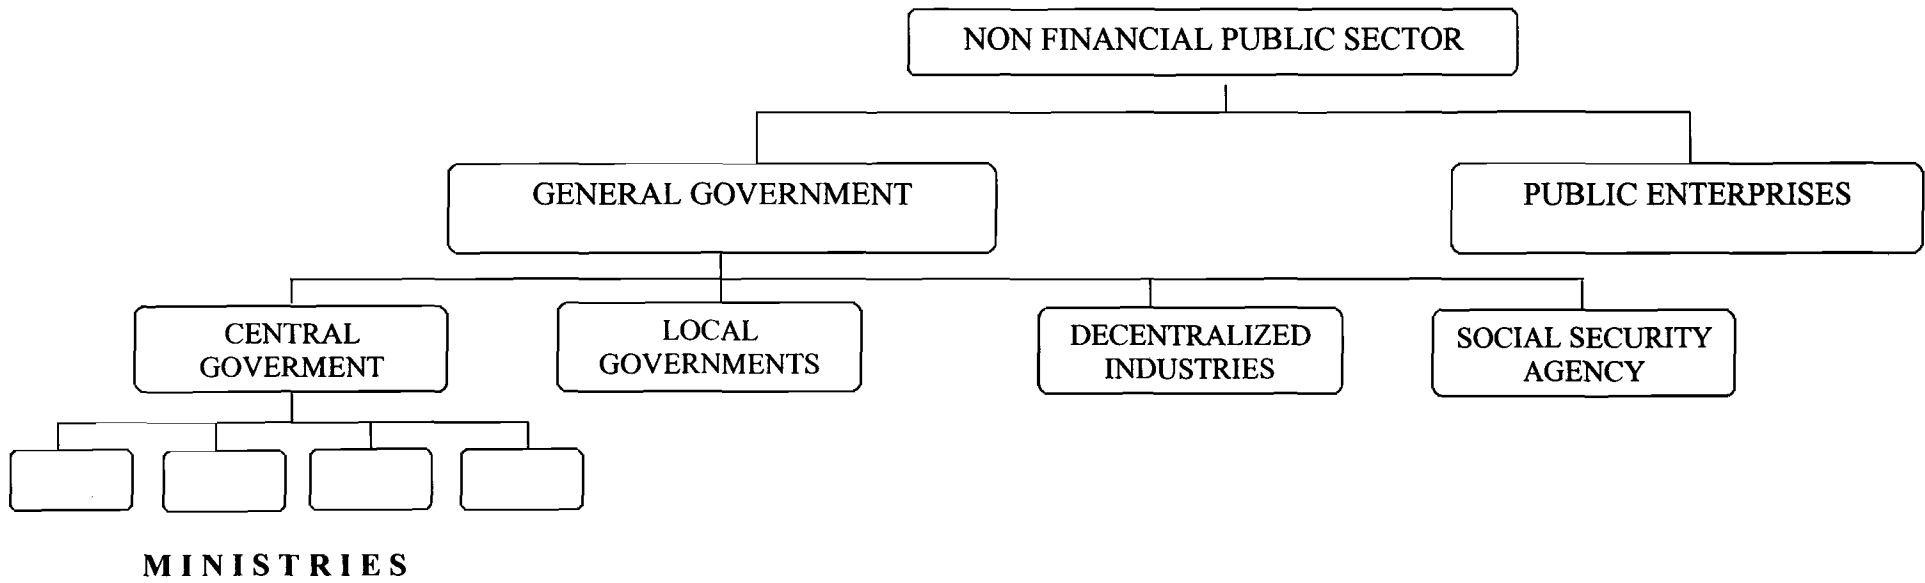 NON FINANCIAL PUBLIC SECTOR
GENERAL GOVERNMENT
PUBLIC ENTERPRISES
CENTRAL
GOVERMENT
LOCAL
GOVERNMENTS
DECENTRALIZED
INDUSTRIES
SOCIAL SECURITY
AGENCY
MINISTRIES